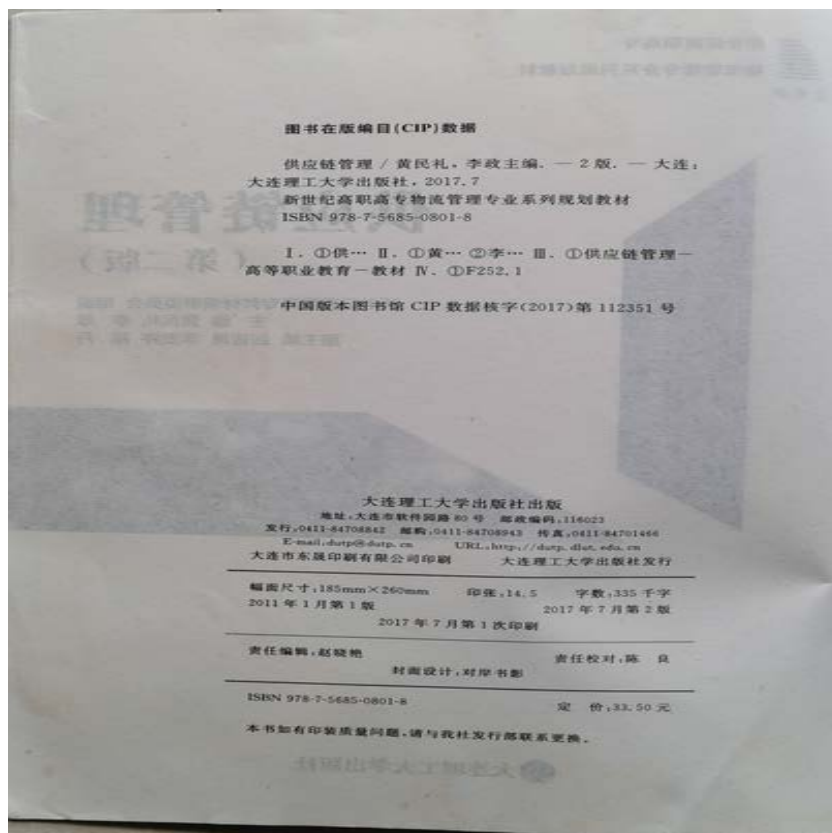 图书在版编目(CIP)数据
供应链管理 / 黄民礼，李政主编. — 2版. — 大连：
大连理工大学出版社，2017.7
新世纪高职高专物流管理专业系列规划教材
ISBN 978-7-5685-0801-8
Ⅰ. ①供… Ⅱ. ①黄… ②李… Ⅲ. ①供应链管理－
高等职业教育－教材 Ⅳ. ①F252.1
中国版本图书馆 CIP 数据核字(2017)第 112351 号
大连理工大学出版社出版
地址:大连市软件园路 80 号 邮政编码:116023
发行:0411-84708842 邮购:0411-84708943 传真:0411-84701466
E-mail:dutp@dutp.cn URL:http://dutp.dlut.edu.cn
大连市东晟印刷有限公司印刷 大连理工大学出版社发行
幅面尺寸:185mm×260mm 印张:14.5 字数:335 千字
2011 年 1 月第 1 版 2017 年 7 月第 2 版
2017 年 7 月第 1 次印刷
责任编辑:赵晓艳 责任校对:陈 良
封面设计:对岸书影
ISBN 978-7-5685-0801-8 定 价:33.50 元
本书如有印装质量问题,请与我社发行部联系更换。